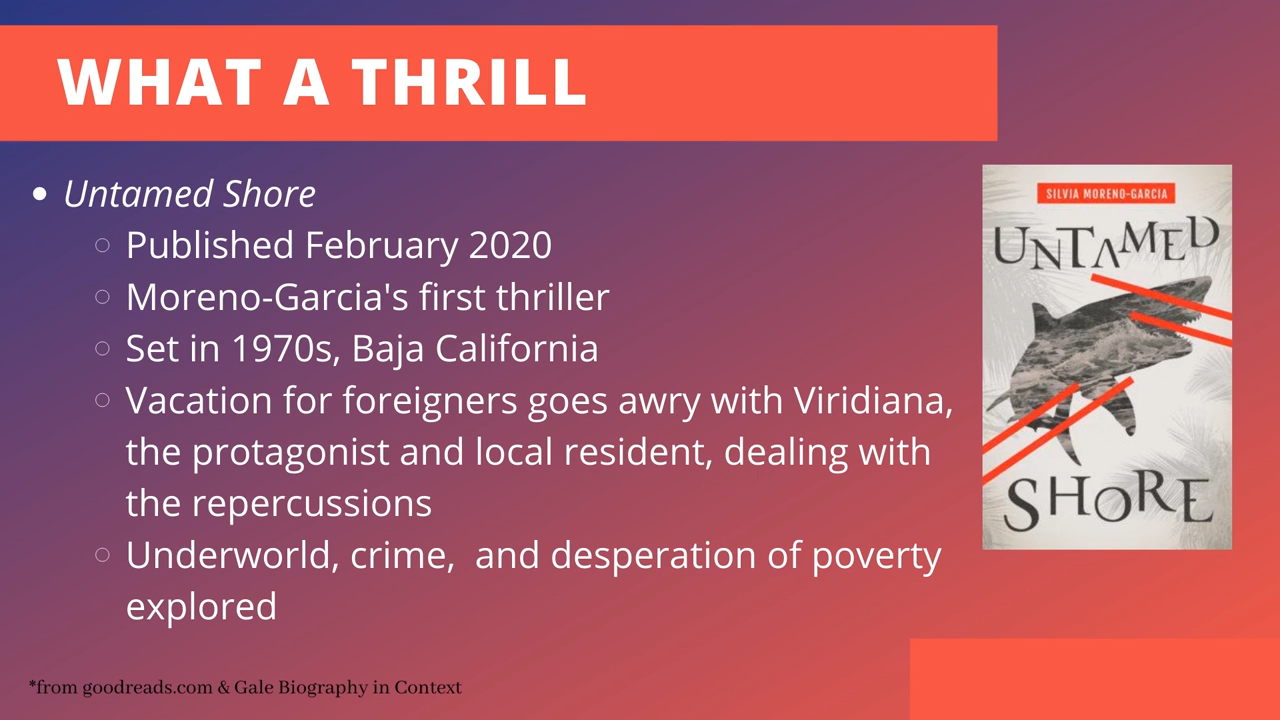 WHAT A THRILL
Untamed Shore
Published February 2020
Moreno-Garcia's first thriller
Set in 1970s, Baja California
Vacation for foreigners goes awry with Viridiana,
the protagonist and local resident, dealing with
the repercussions
Underworld, crime,  and desperation of poverty
explored
SILVIA MORENO-GARCIA
UNTAMED
SHORE
*from goodreads.com & Gale Biography in Context